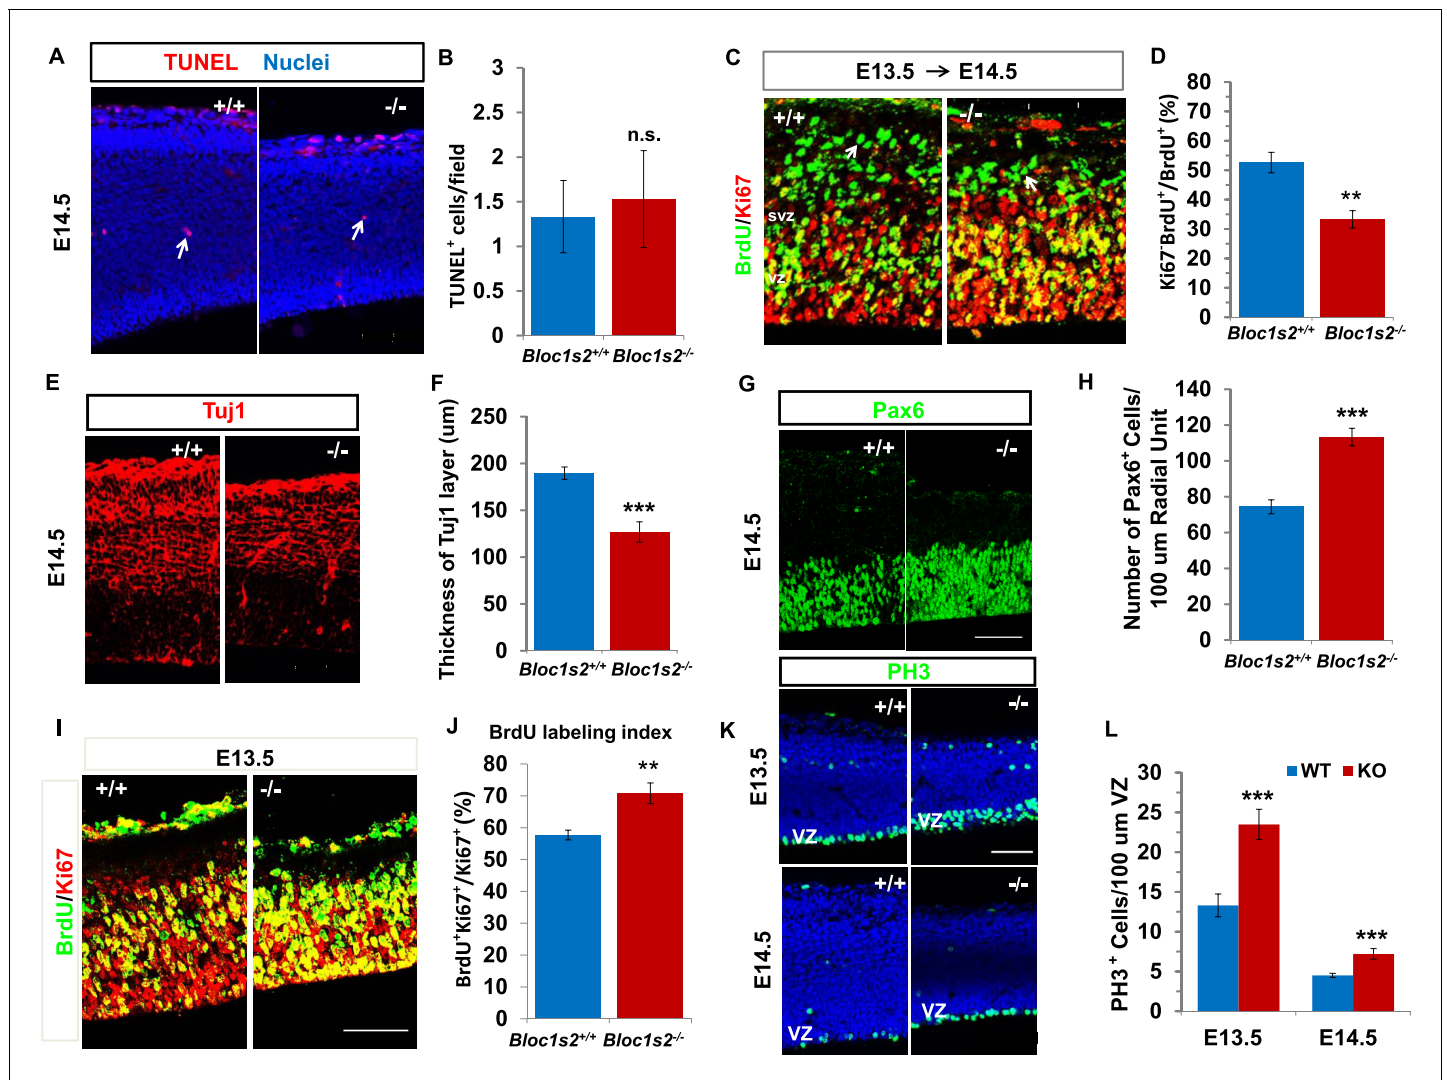 A
TUNEL Nuclei
+/+
-/-
E14.5
B
TUNEL+ cells/field
3
2.5
2
1.5
1
0.5
0
n.s.
Bloc1s2+/+ Bloc1s2-/-
C
E13.5 → E14.5
+/+
-/-
BrdU/Ki67
svz
vz
D
Ki67-BrdU+/BrdU+ (%)
80
70
60
50
40
30
20
10
0
**
Bloc1s2+/+ Bloc1s2-/-
E
Tuj1
+/+
-/-
E14.5
F
Thickness of Tuj1 layer (um)
250
200
150
100
50
0
***
Bloc1s2+/+ Bloc1s2-/-
G
Pax6
+/+
-/-
E14.5
H
Number of Pax6+ Cells/
100 um Radial Unit
140
120
100
80
60
40
20
0
***
Bloc1s2+/+ Bloc1s2-/-
I
E13.5
+/+
-/-
BrdU/Ki67
J
BrdU labeling index
BrdU+Ki67+/Ki67+ (%)
80
70
60
50
40
30
20
10
0
**
Bloc1s2+/+ Bloc1s2-/-
K
PH3
+/+
-/-
E13.5
VZ
VZ
+/+
-/-
E14.5
VZ
VZ
L
WT KO
PH3+ Cells/100 um VZ
30
25
20
15
10
5
0
***
***
E13.5 E14.5